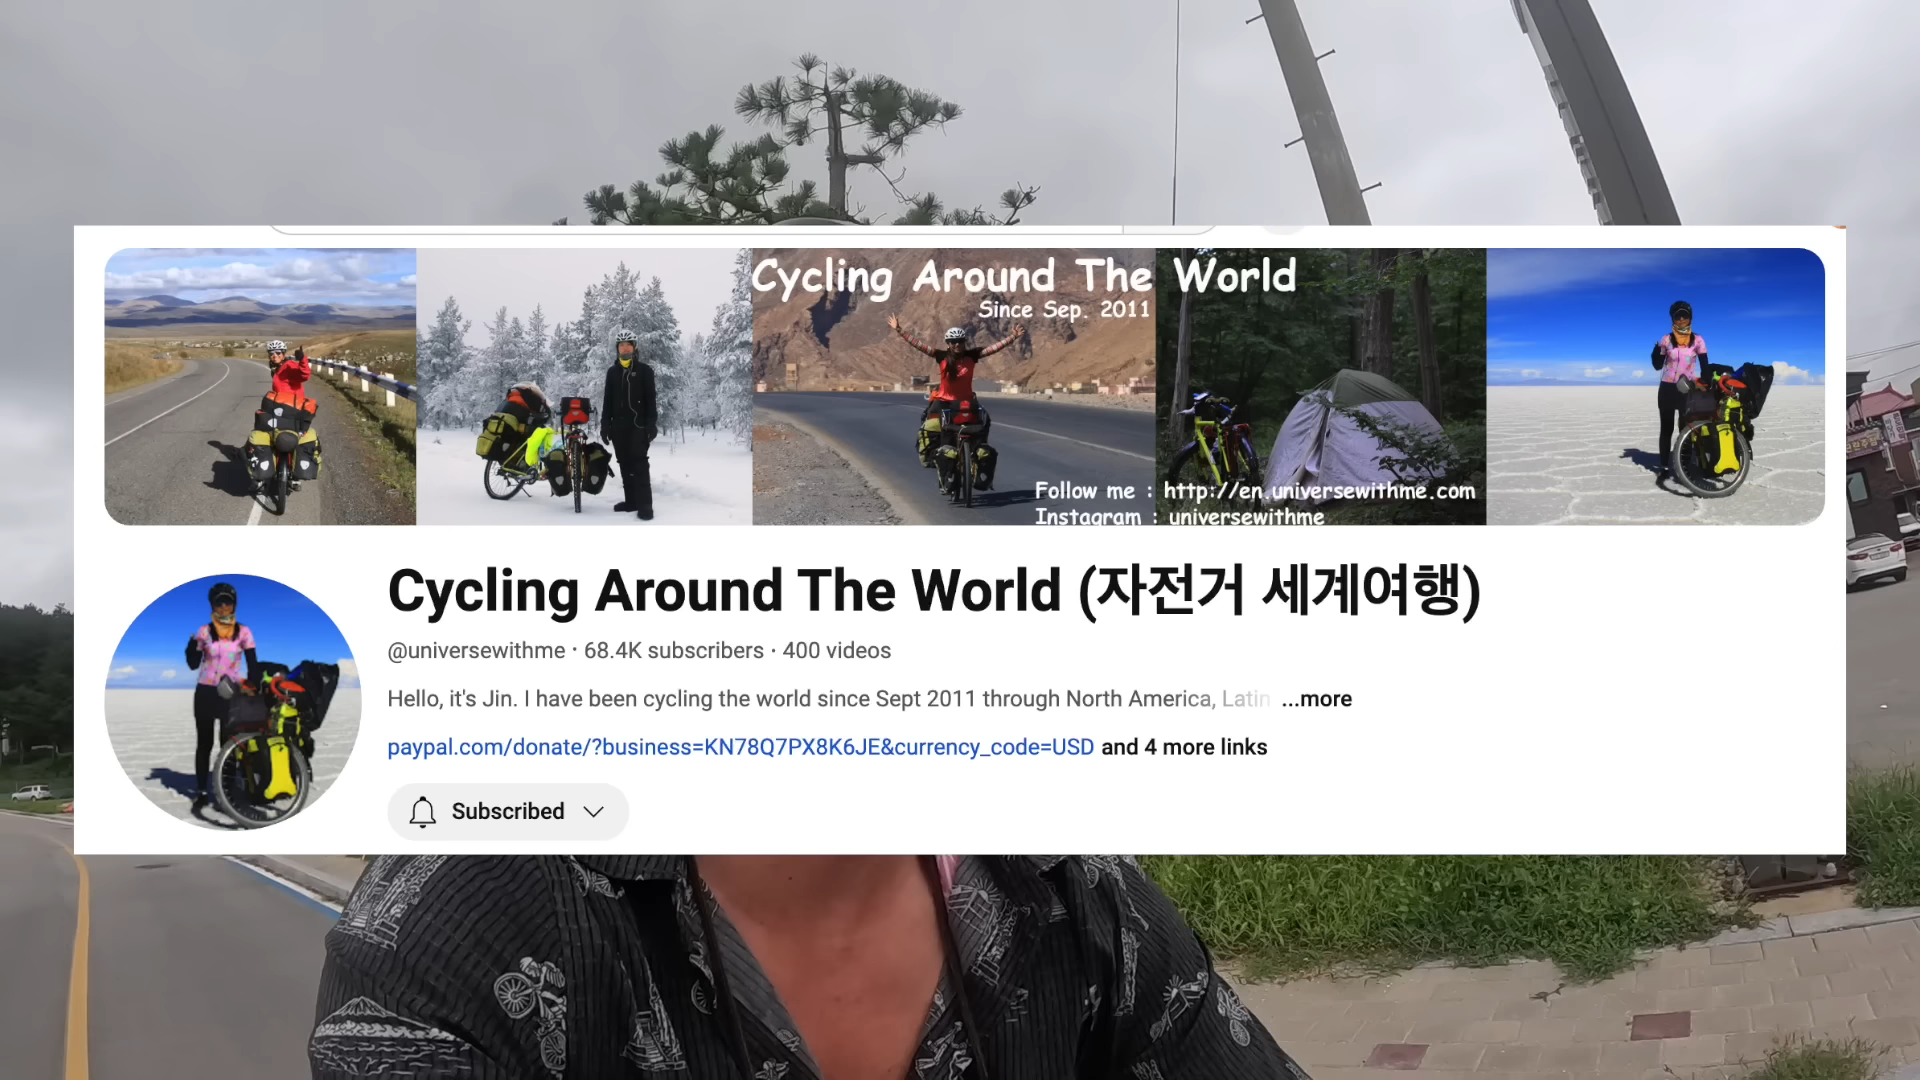 Cycling Around The World
Since Sep. 2011
Follow me : http://en.universewithme.com
Instagram : universewithme
Cycling Around The World (자전거 세계여행)
@universewithme · 68.4K subscribers · 400 videos
Hello, it's Jin. I have been cycling the world since Sept 2011 through North America, Latin ...more
paypal.com/donate/?business=KN78Q7PX8K6JE&currency_code=USD and 4 more links
Subscribed